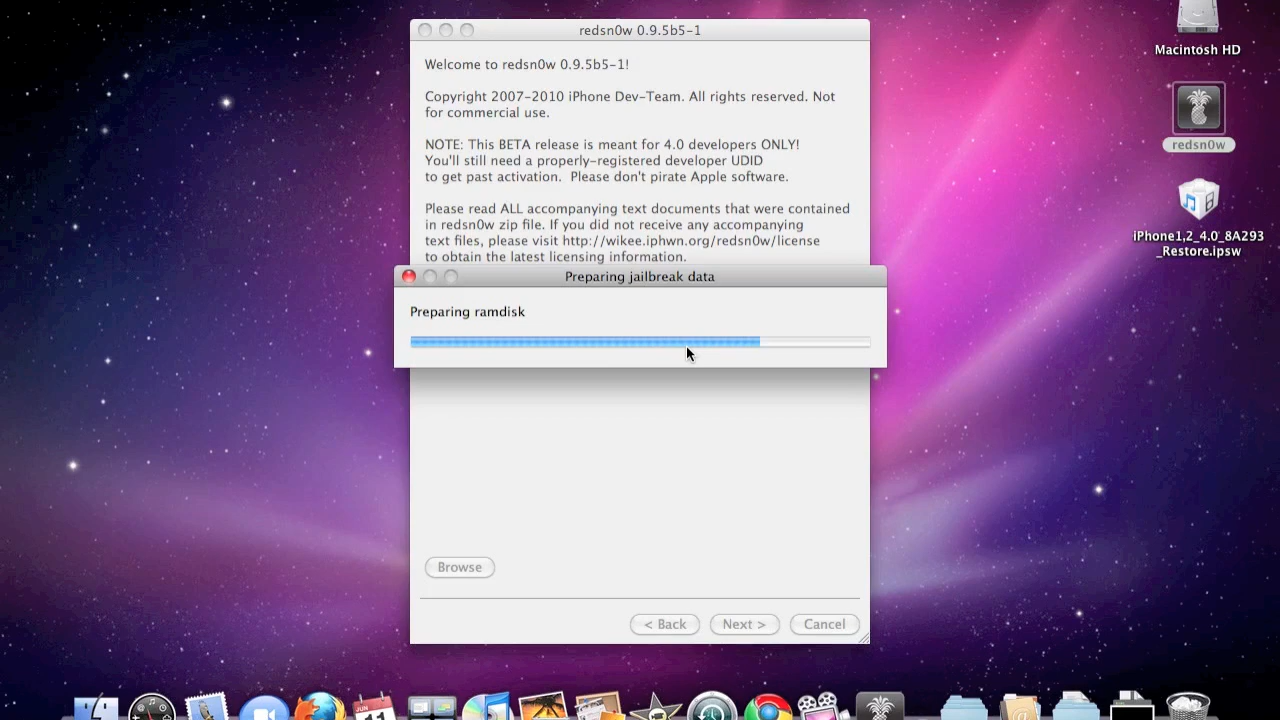 redsn0w 0.9.5b5-1
Welcome to redsn0w 0.9.5b5-1!
Copyright 2007-2010 iPhone Dev-Team. All rights reserved. Not
for commercial use.
NOTE: This BETA release is meant for 4.0 developers ONLY!
You'll still need a properly-registered developer UDID
to get past activation.  Please don't pirate Apple software.
Please read ALL accompanying text documents that were contained
in redsn0w zip file. If you did not receive any accompanying
text files, please visit http://wikee.iphwn.org/redsn0w/license
to obtain the latest licensing information.
Preparing jailbreak data
Preparing ramdisk
Browse
< Back
Next >
Cancel
Macintosh HD
redsn0w
iPhone1,2_4.0_8A293
_Restore.ipsw
JUN
11
@